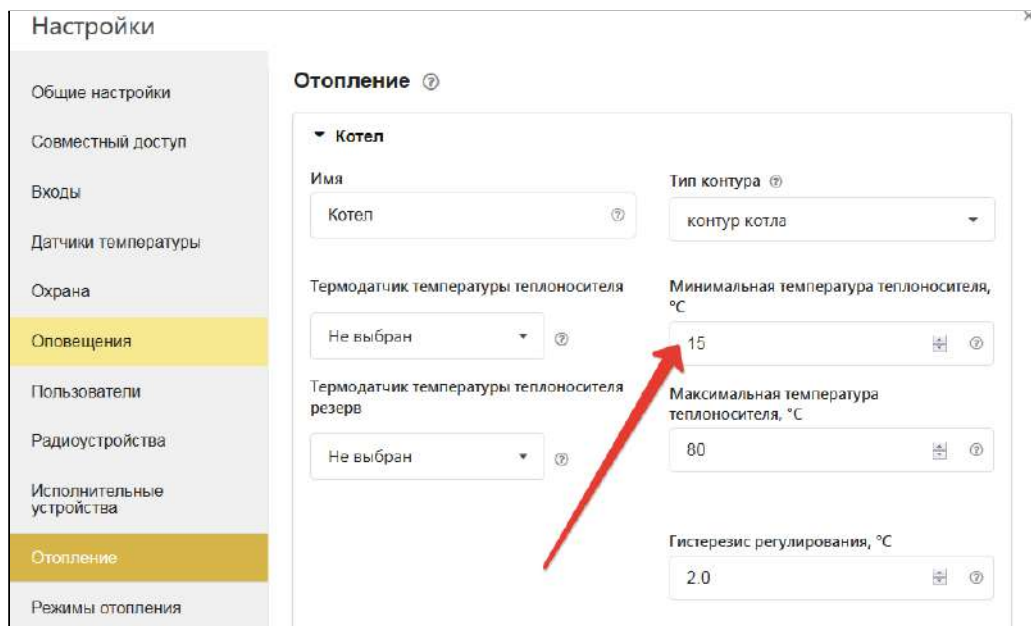 Настройки
Общие настройки
Совместный доступ
Входы
Датчики температуры
Охрана
Оповещения
Пользователи
Радиоустройства
Исполнительные
устройства
Отопление
Режимы отопления
Отопление
Котел
Имя
Котел
Тип контура
контур котла
Термодатчик температуры теплоносителя
Не выбран
Минимальная температура теплоносителя,
°C
15
Термодатчик температуры теплоносителя
резерв
Не выбран
Максимальная температура
теплоносителя, °C
80
Гистерезис регулирования, °C
2.0